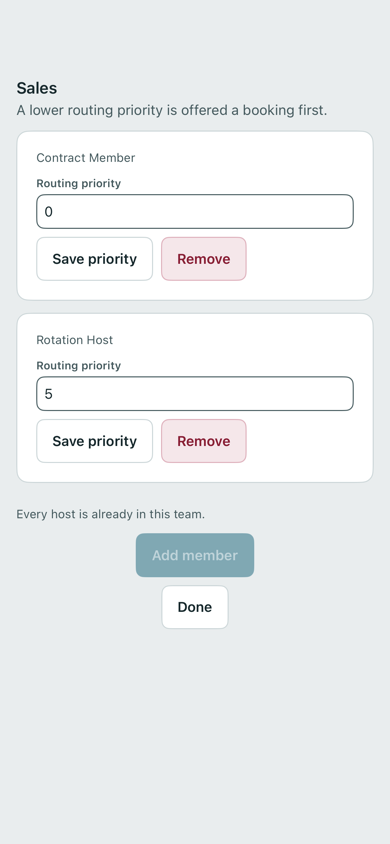 Sales
A lower routing priority is offered a booking first.
Contract Member
Routing priority
0
Save priority
Remove
Rotation Host
Routing priority
5
Save priority
Remove
Every host is already in this team.
Add member
Done